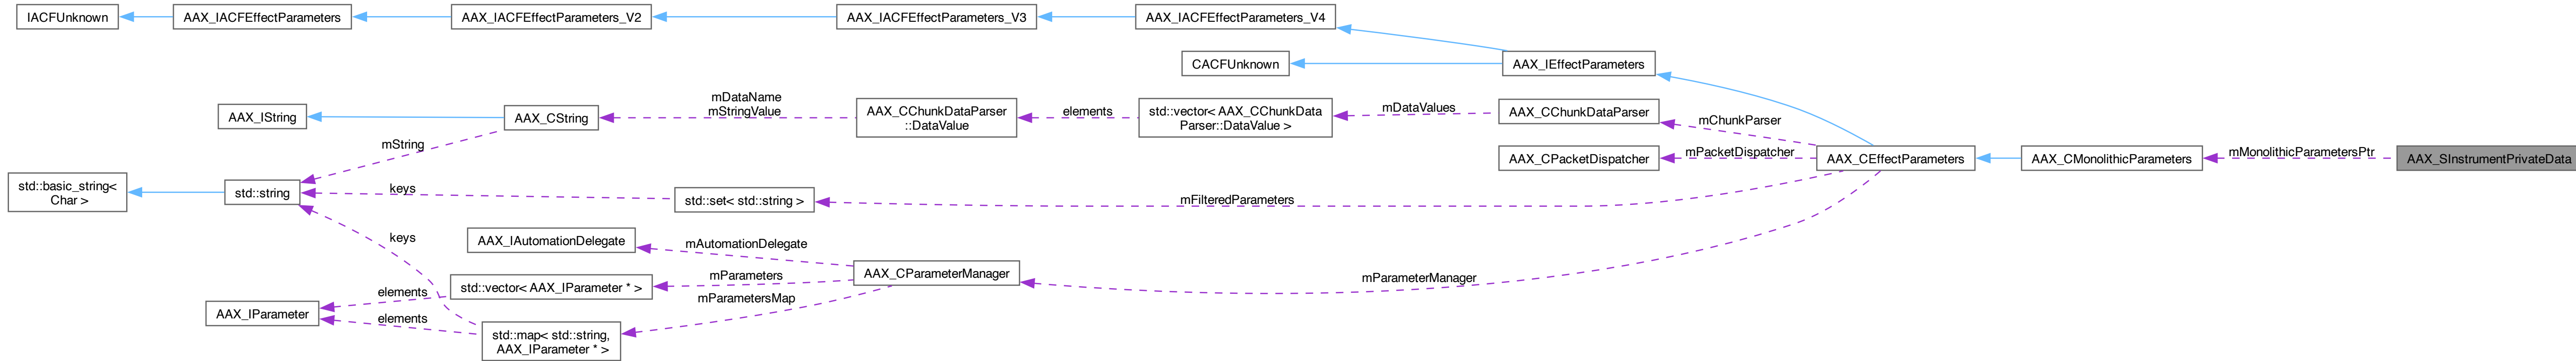 IACFUnknown
AAX_IACFEffectParameters
AAX_IACFEffectParameters_V2
AAX_IACFEffectParameters_V3
AAX_IACFEffectParameters_V4
CACFUnknown
AAX_IEffectParameters
AAX_IString
AAX_CString
mDataName
mStringValue
AAX_CChunkDataParser
::DataValue
elements
std::vector< AAX_CChunkData
Parser::DataValue >
mDataValues
AAX_CChunkDataParser
mChunkParser
mString
AAX_CPacketDispatcher
mPacketDispatcher
AAX_CEffectParameters
AAX_CMonolithicParameters
mMonolithicParametersPtr
AAX_SInstrumentPrivateData
std::basic_string<
Char >
std::string
keys
std::set< std::string >
mFilteredParameters
keys
AAX_IAutomationDelegate
mAutomationDelegate
AAX_CParameterManager
mParameterManager
mParameters
std::vector< AAX_IParameter * >
elements
mParametersMap
AAX_IParameter
elements
std::map< std::string,
AAX_IParameter * >